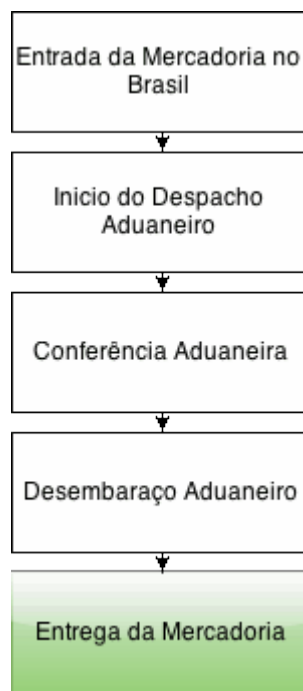 Entrada da Mercadoria no
Brasil
Inicio do Despacho
Aduaneiro
Conferência Aduaneira
Desembaraço Aduaneiro
Entrega da Mercadoria